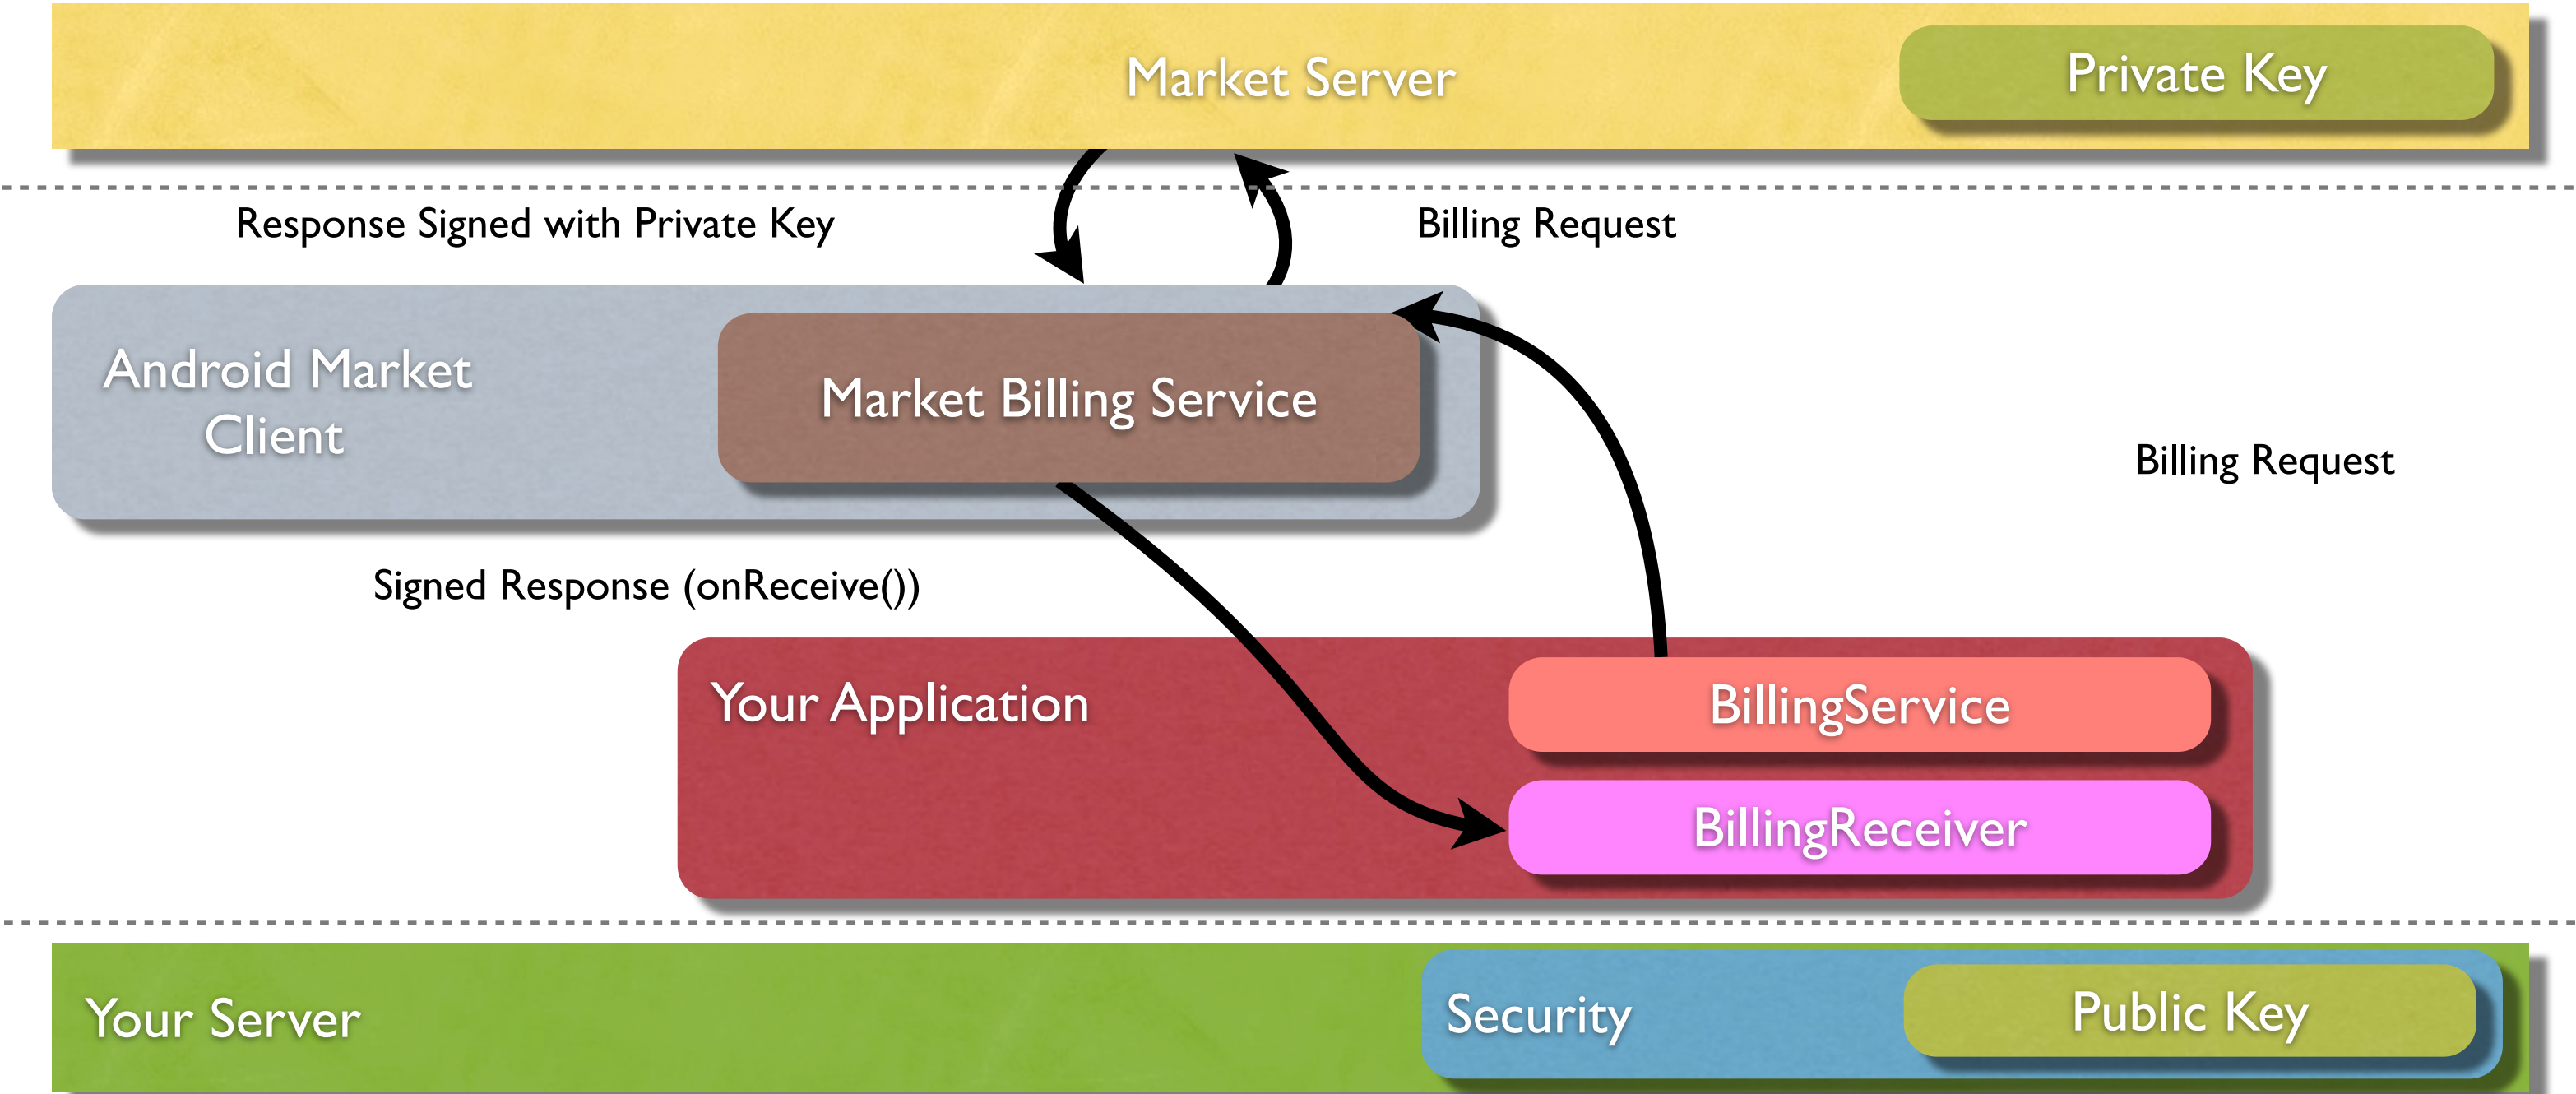 Market Server
Private Key
Response Signed with Private Key
Billing Request
Android Market
Client
Market Billing Service
Billing Request
Signed Response (onReceive())
Your Application
BillingService
BillingReceiver
Your Server
Security
Public Key